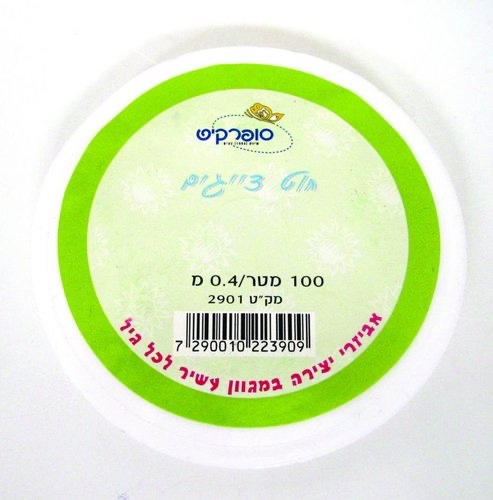 סופרקיט
חוט דייגים
100 מטר/0.4 מ
מק"ט 2901
7 290010 223909
אביזרי יצירה במגוון עשיר לכל גיל